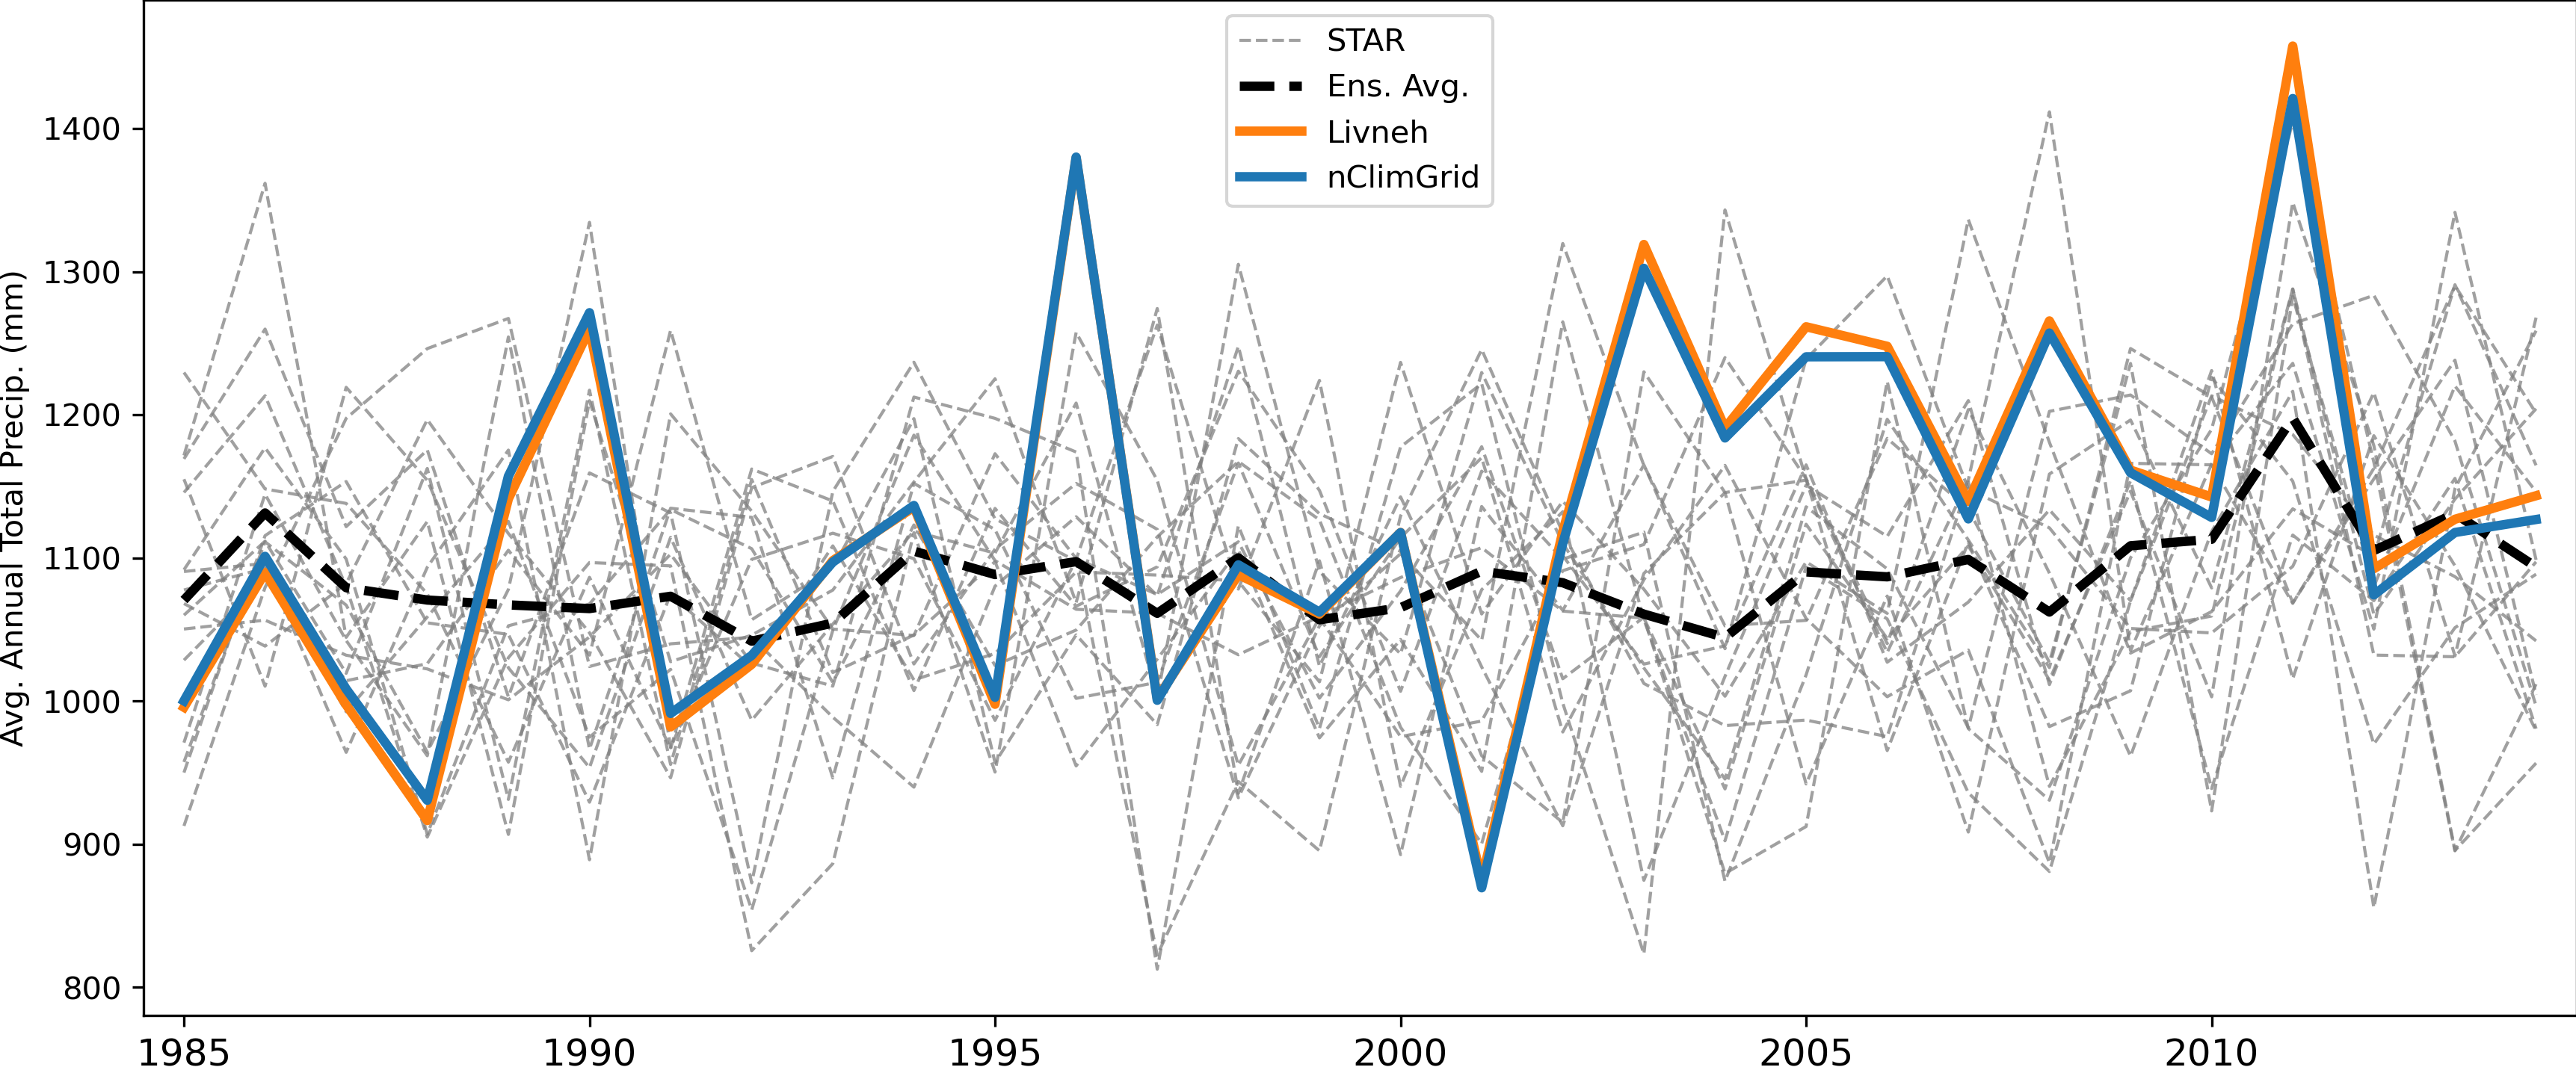 STAR
Ens. Avg.
Livneh
nClimGrid
Avg. Annual Total Precip. (mm)
1400
1300
1200
1100
1000
900
800
1985 1990 1995 2000 2005 2010